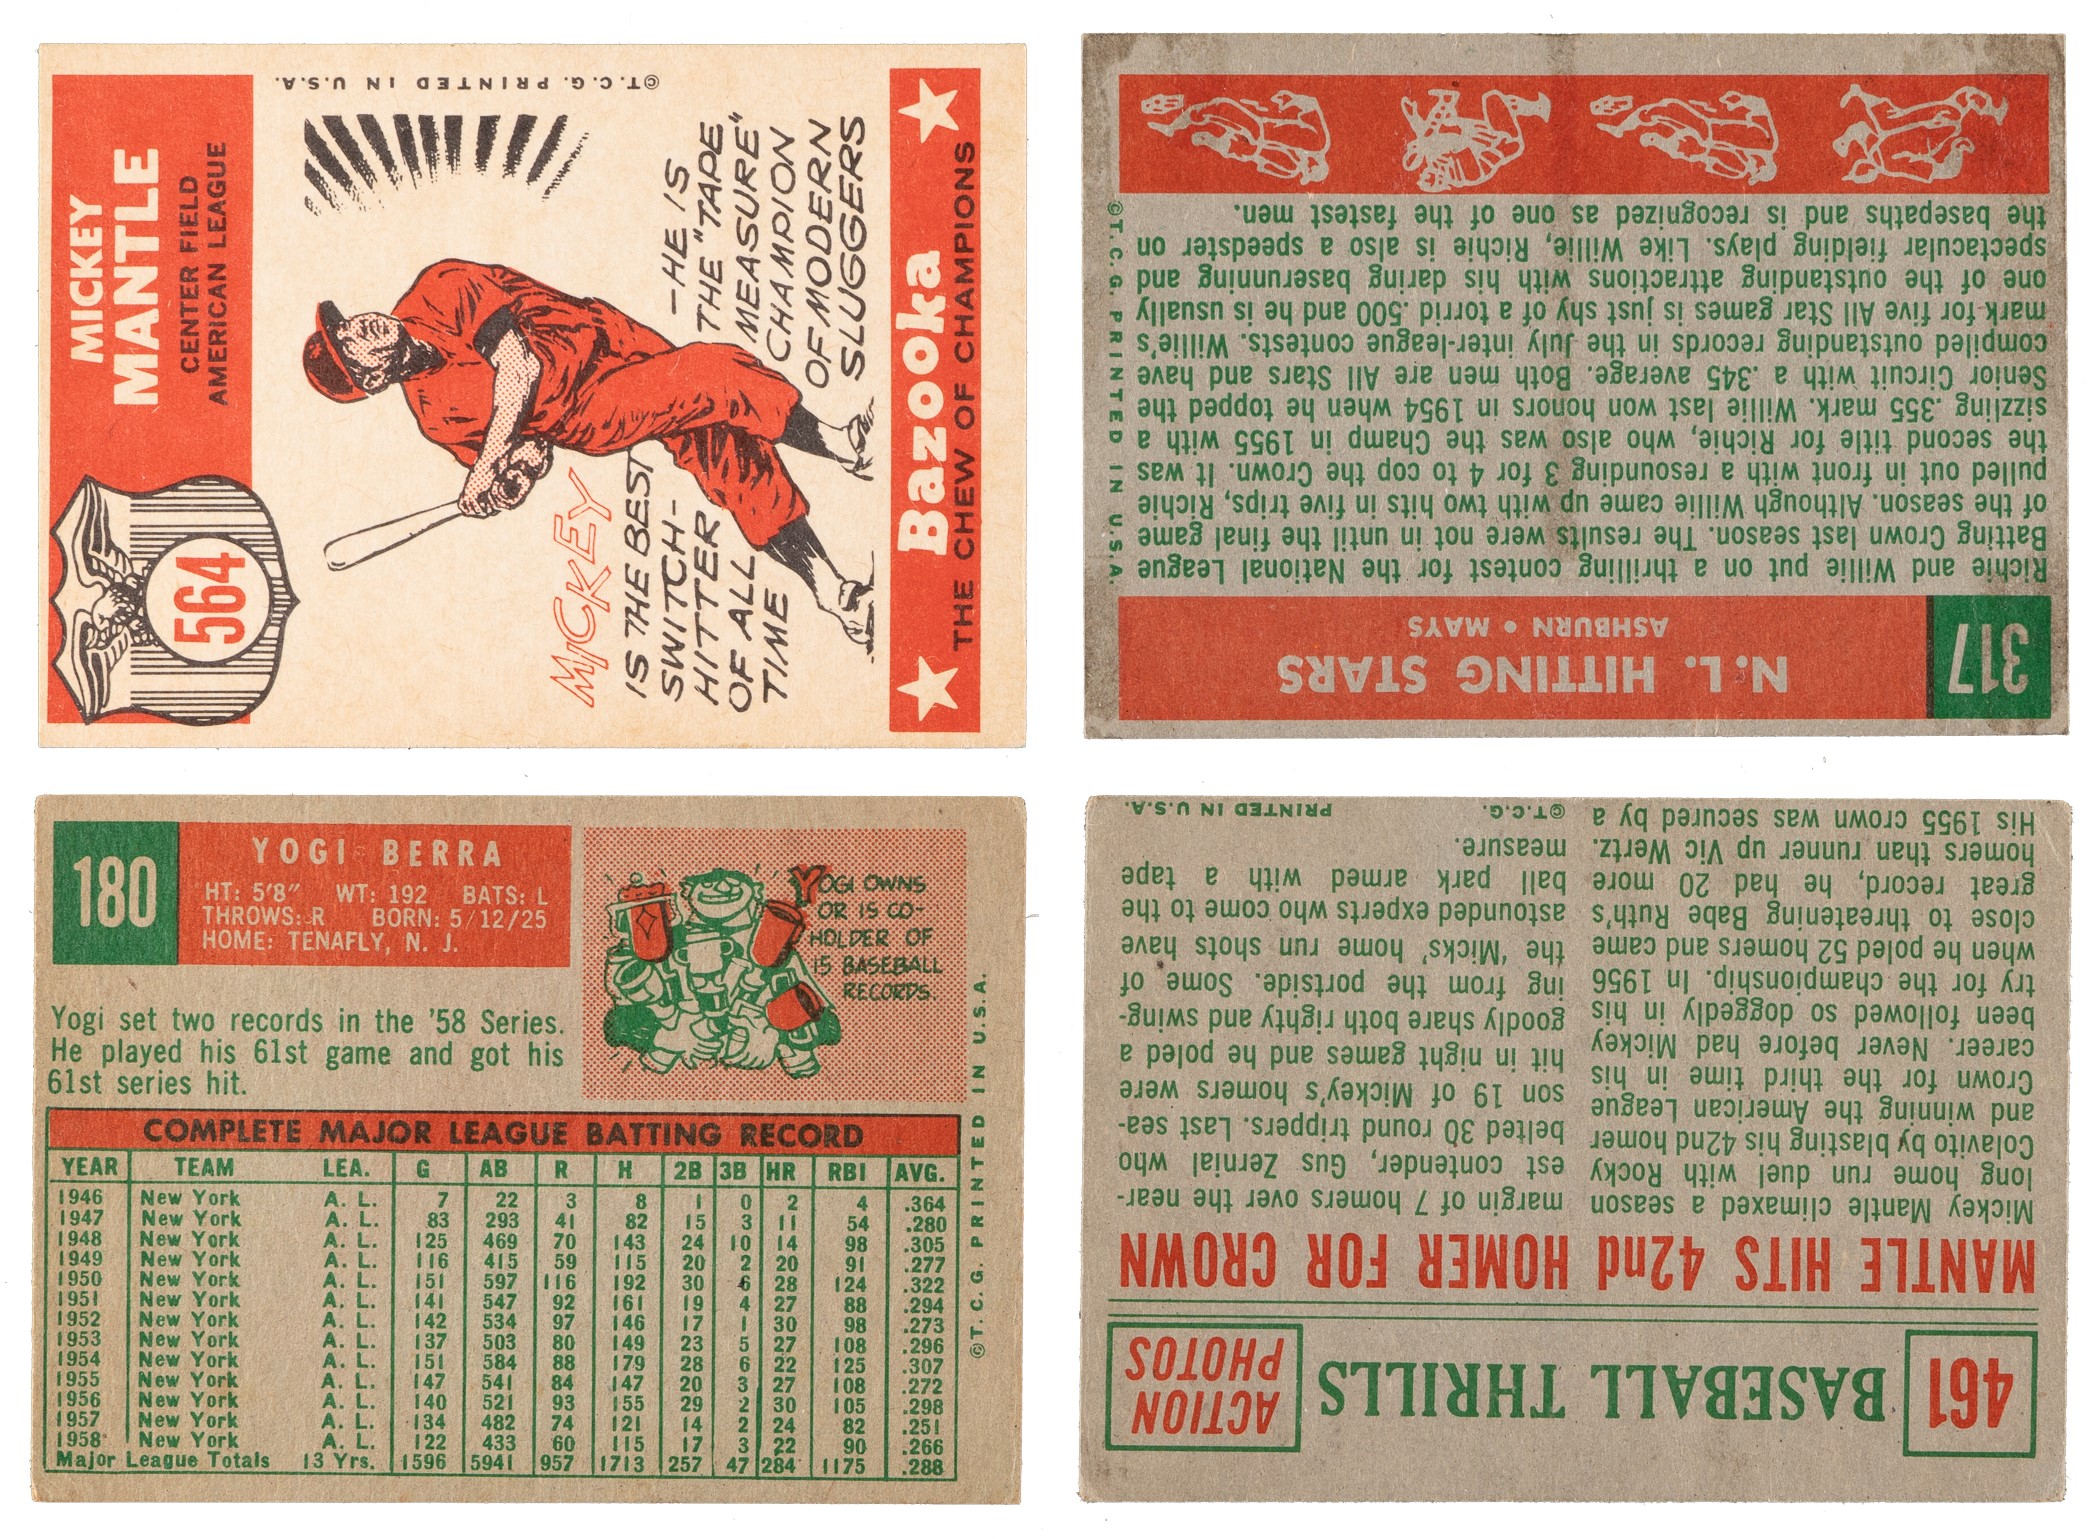 MICKEY
MANTLE
CENTER FIELD
AMERICAN LEAGUE
564
©T.C.G. PRINTED IN U.S.A.
MICKEY
IS THE BEST
SWITCH-
HITTER
OF ALL
TIME
—HE IS
THE "TAPE
MEASURE"
CHAMPION
OF MODERN
SLUGGERS
Bazooka
THE CHEW OF CHAMPIONS
317
N.L. HITTING STARS
ASHBURN • MAYS
Richie and Willie put on a thrilling contest for the National League
Batting Crown last season. The results were not in until the final game
of the season. Although Willie came up with two hits in five trips, Richie
pulled out in front with a resounding 3 for 4 to cop the Crown. It was
the second title for Richie, who also was the Champ in 1955 with a
sizzling .355 mark. Willie last won honors in 1954 when he topped the
Senior Circuit with a .345 average. Both men are All Stars and have
compiled outstanding records in the July inter-league contests. Willie's
mark for five All Star games is just shy of a torrid .500 and he is usually
one of the outstanding attractions with his daring baserunning and
spectacular fielding plays. Like Willie, Richie is also a speedster on
the basepaths and is recognized as one of the fastest men.
©T.C.G. PRINTED IN U.S.A.
180
YOGI BERRA
HT: 5'8" WT: 192 BATS: L
THROWS: R BORN: 5/12/25
HOME: TENAFLY, N. J.
YOGI OWNS
OR IS CO-
HOLDER OF
15 BASEBALL
RECORDS.
Yogi set two records in the '58 Series.
He played his 61st game and got his
61st series hit.
COMPLETE MAJOR LEAGUE BATTING RECORD
YEAR TEAM LEA. G AB R H 2B 3B HR RBI AVG.
1946 New York A. L. 7 22 3 8 1 0 2 4 .364
1947 New York A. L. 83 293 41 82 15 3 11 54 .280
1948 New York A. L. 125 469 70 143 24 10 14 98 .305
1949 New York A. L. 116 415 59 115 20 2 20 91 .277
1950 New York A. L. 151 597 116 192 30 6 28 124 .322
1951 New York A. L. 141 547 92 161 19 4 27 88 .294
1952 New York A. L. 142 534 97 146 17 1 30 98 .273
1953 New York A. L. 137 503 80 149 23 5 27 108 .296
1954 New York A. L. 151 584 88 179 28 6 22 125 .307
1955 New York A. L. 147 541 84 147 20 3 27 108 .272
1956 New York A. L. 140 521 93 155 29 2 30 105 .298
1957 New York A. L. 134 482 74 121 14 2 24 82 .251
1958 New York A. L. 122 433 60 115 17 3 22 90 .266
Major League Totals 13 Yrs. 1596 5941 957 1713 257 47 284 1175 .288
©T. C. G. PRINTED IN U.S.A.
461
BASEBALL THRILLS
ACTION
PHOTOS
MANTLE HITS 42nd HOMER FOR CROWN
Mickey Mantle climaxed a season
long home run duel with Rocky
Colavito by blasting his 42nd homer
and winning the American League
Crown for the third time in his
career. Never before had Mickey
been followed so doggedly in his
try for the championship. In 1956
when he poled 52 homers and came
close to threatening Babe Ruth's
great record, he had 20 more
homers than runner up Vic Wertz.
His 1955 crown was secured by a
margin of 7 homers over the near-
est contender, Gus Zernial who
belted 30 round trippers. Last sea-
son 19 of Mickey's homers were
hit in night games and he poled a
goodly share both righty and swing-
ing from the portside. Some of
the 'Micks' home run shots have
astounded experts who come to the
ball park armed with a tape
measure.
©T.C.G. PRINTED IN U.S.A.